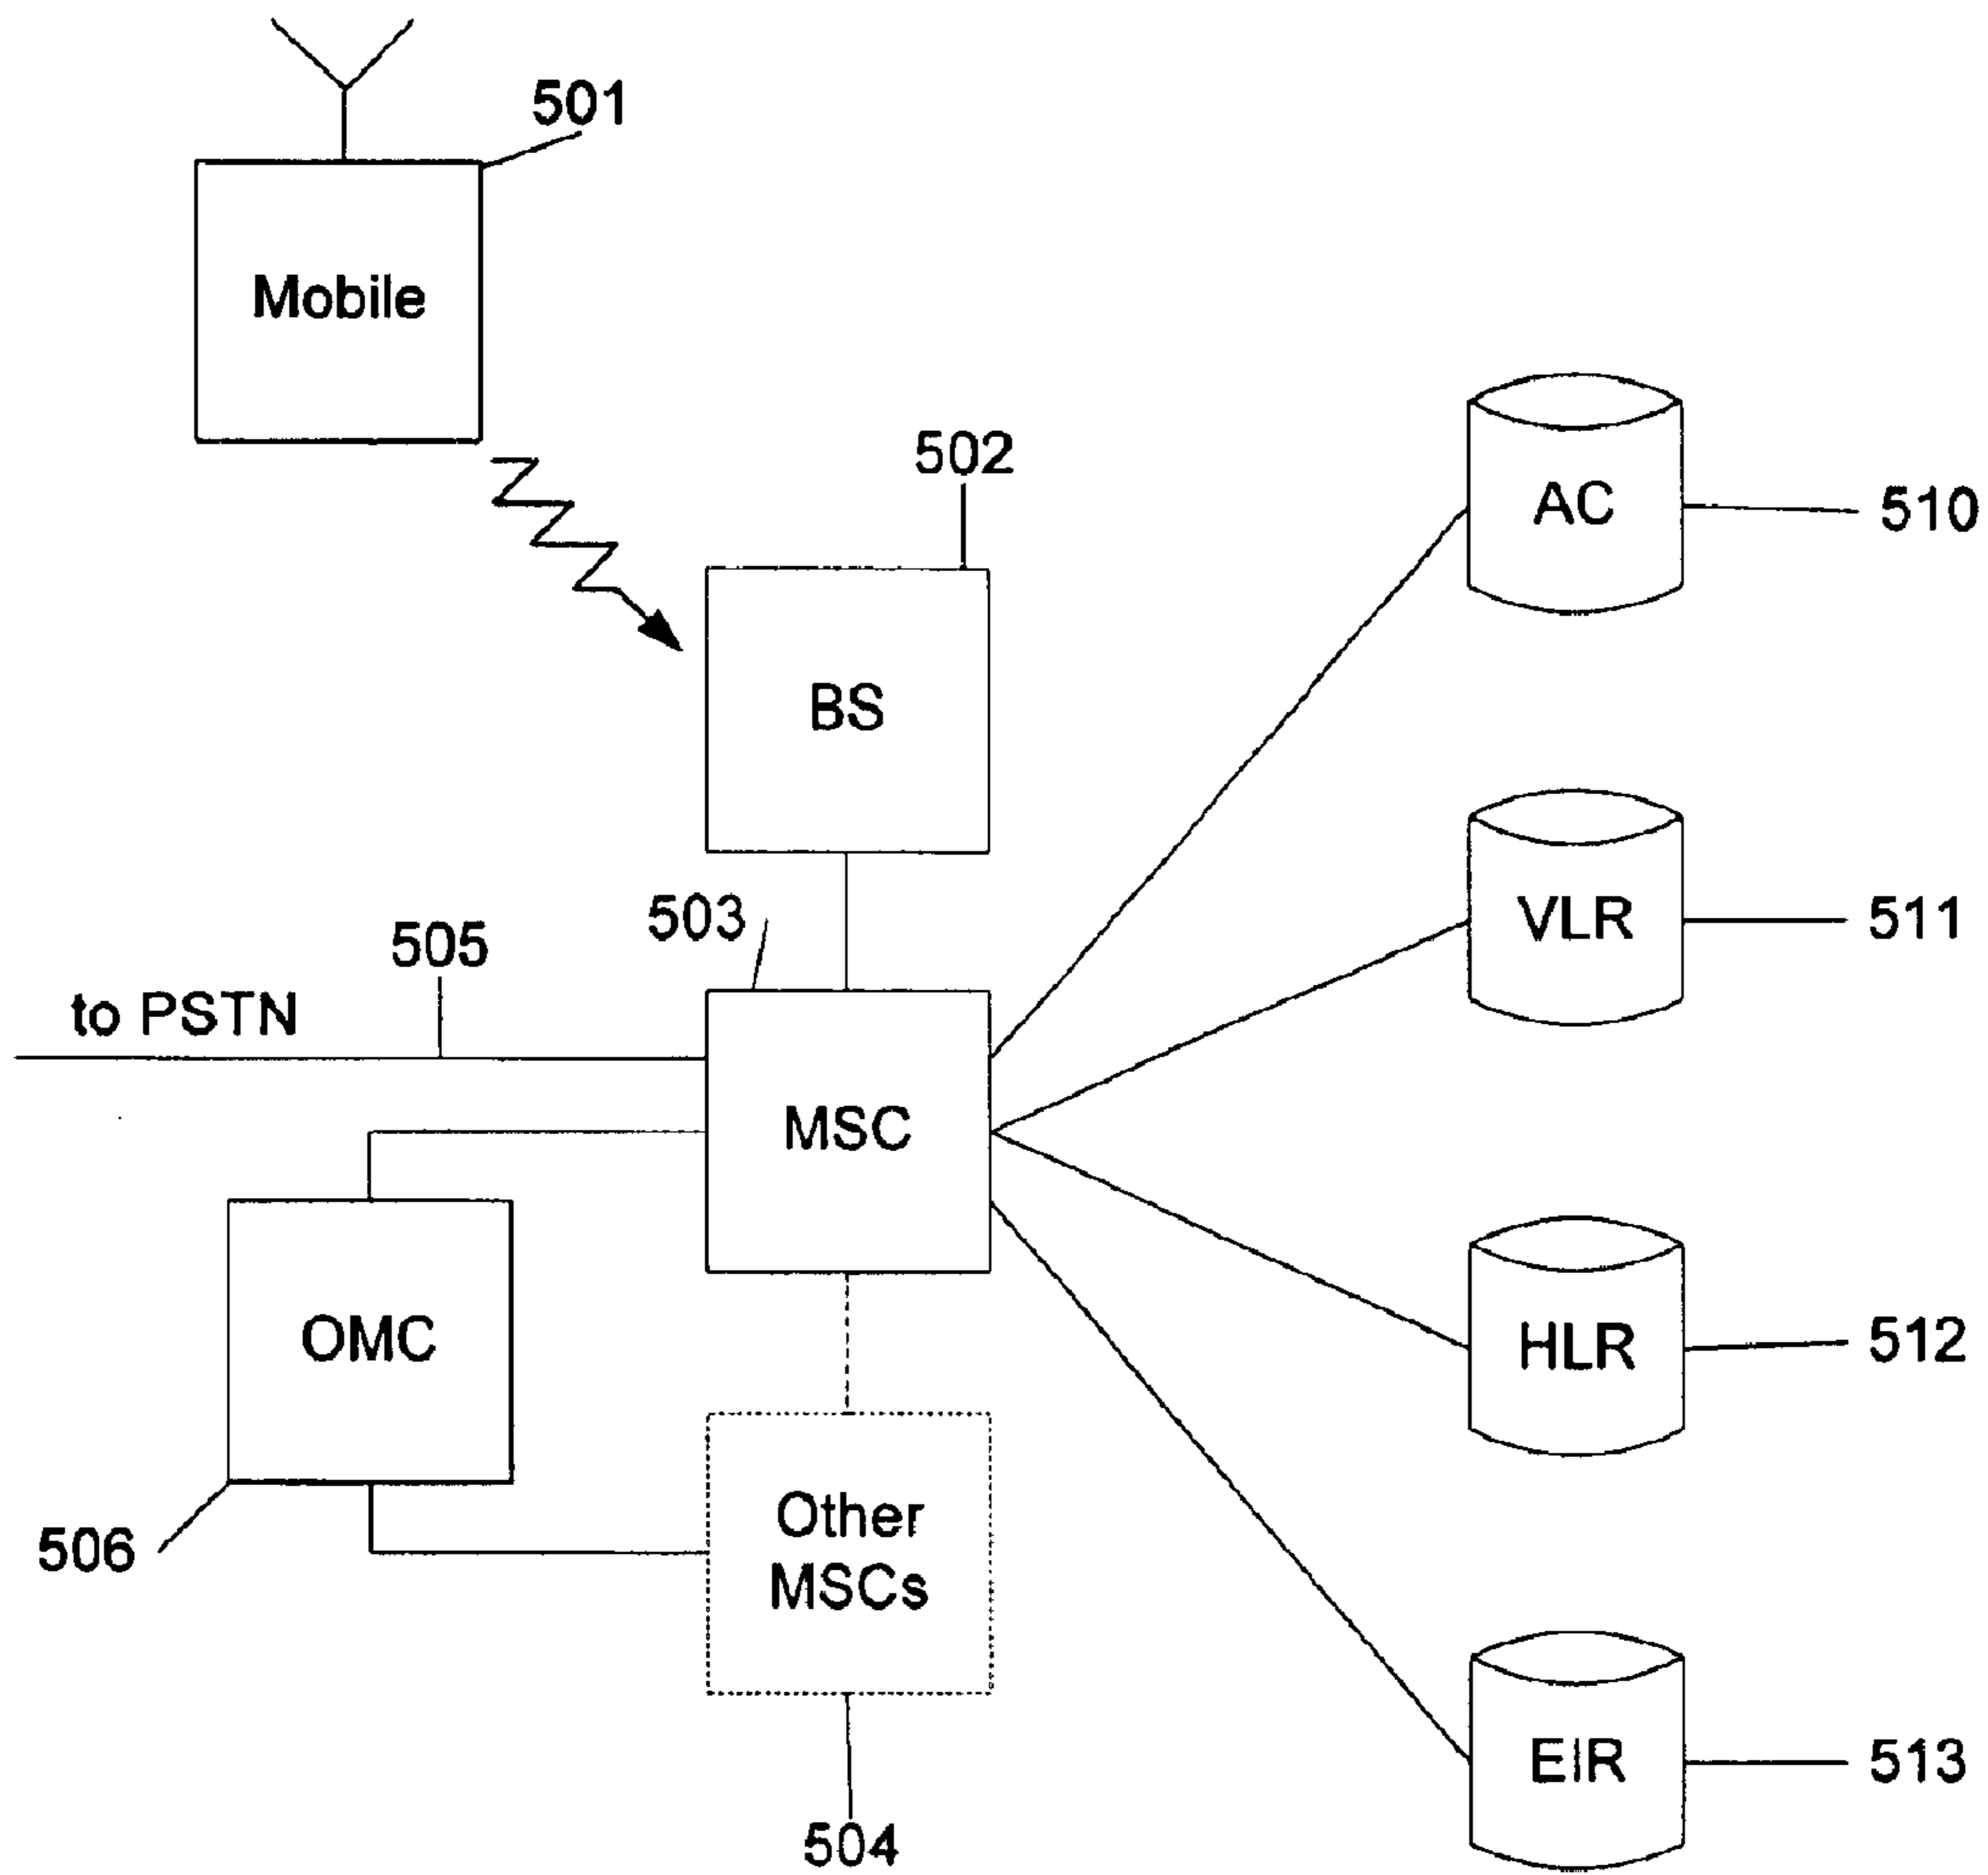 501
Mobile
502
AC
510
BS
503
505
VLR
511
to PSTN
MSC
OMC
HLR
512
506
Other
MSCs
EIR
513
504